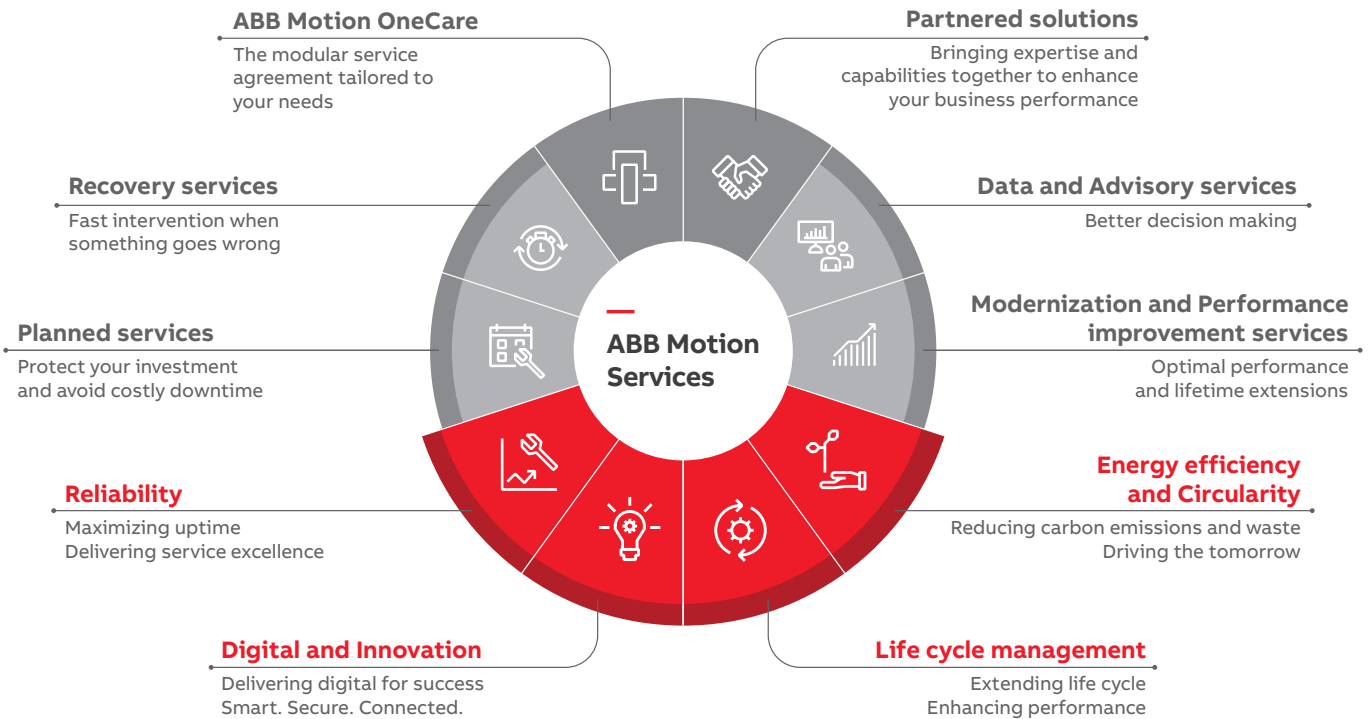 ABB Motion OneCare
The modular service
agreement tailored to
your needs
Partnered solutions
Bringing expertise and
capabilities together to enhance
your business performance
Recovery services
Fast intervention when
something goes wrong
Data and Advisory services
Better decision making
Planned services
Protect your investment
and avoid costly downtime
ABB Motion
Services
Modernization and Performance
improvement services
Optimal performance
and lifetime extensions
Reliability
Maximizing uptime
Delivering service excellence
Energy efficiency
and Circularity
Reducing carbon emissions and waste
Driving the tomorrow
Digital and Innovation
Delivering digital for success
Smart. Secure. Connected.
Life cycle management
Extending life cycle
Enhancing performance